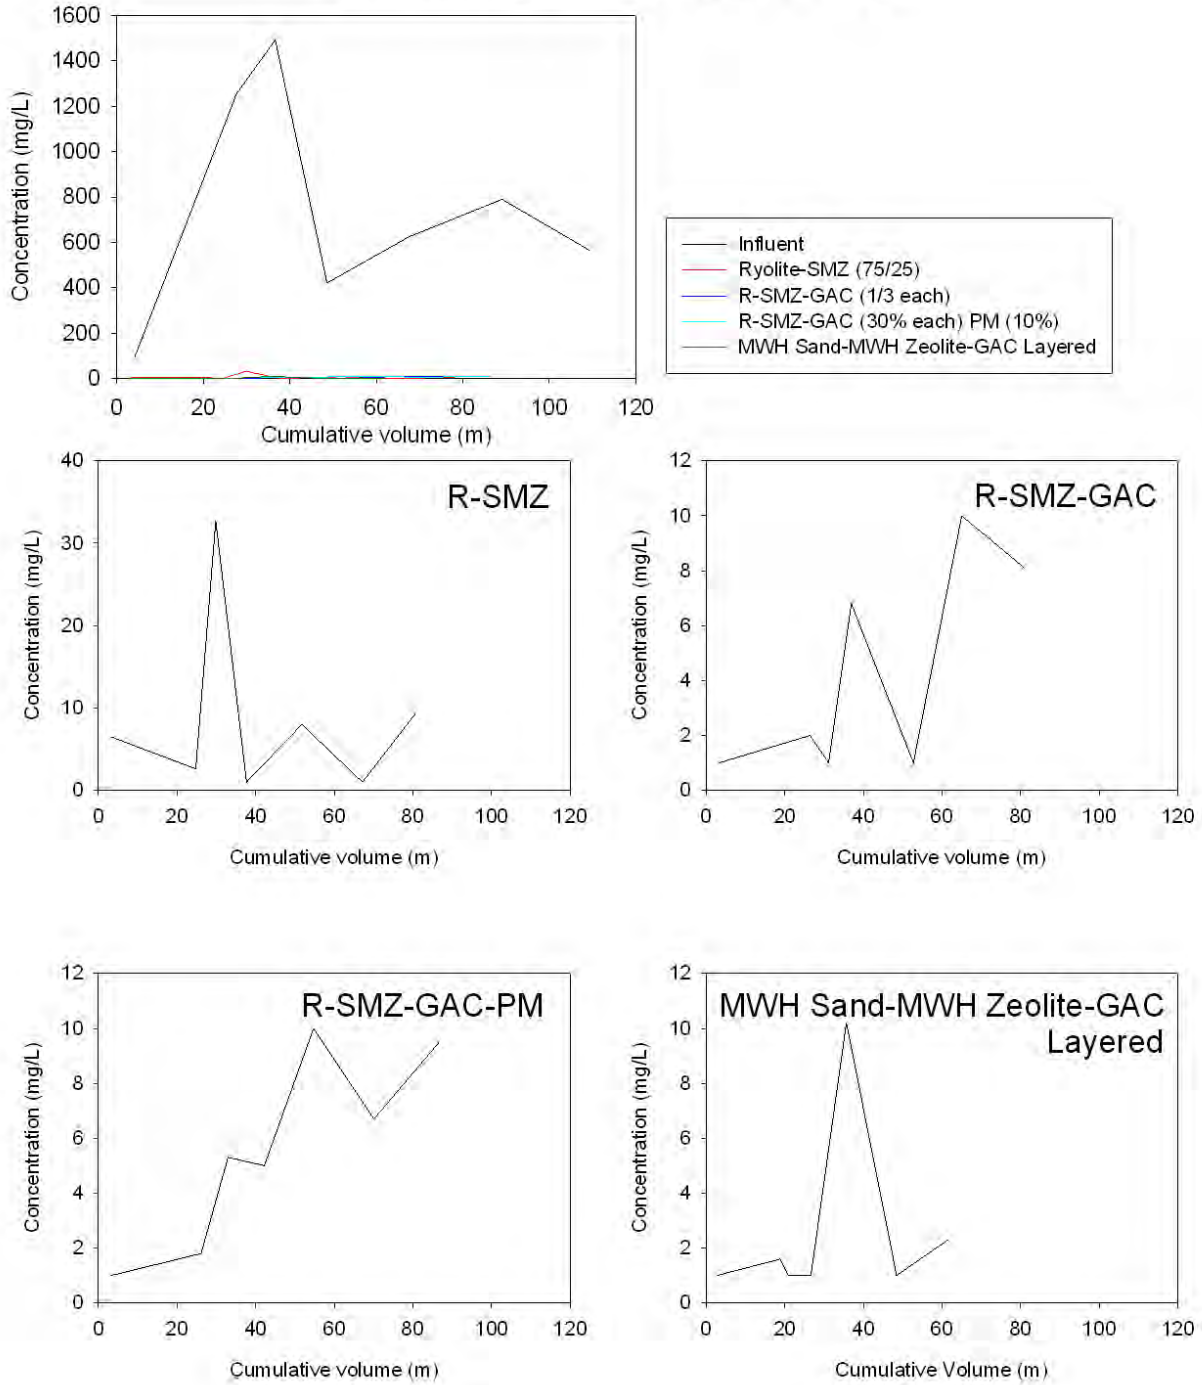 1600
1400
1200
1000
800
600
400
200
0
Concentration (mg/L)
0 20 40 60 80 100 120
Cumulative volume (m)
Influent
Ryolite-SMZ (75/25)
R-SMZ-GAC (1/3 each)
R-SMZ-GAC (30% each) PM (10%)
MWH Sand-MWH Zeolite-GAC Layered
R-SMZ
40
30
20
10
0
Concentration (mg/L)
0 20 40 60 80 100 120
Cumulative volume (m)
R-SMZ-GAC
12
10
8
6
4
2
0
Concentration (mg/L)
0 20 40 60 80 100 120
Cumulative volume (m)
R-SMZ-GAC-PM
12
10
8
6
4
2
0
Concentration (mg/L)
0 20 40 60 80 100 120
Cumulative volume (m)
MWH Sand-MWH Zeolite-GAC
Layered
12
10
8
6
4
2
0
Concentration (mg/L)
0 20 40 60 80 100 120
Cumulative Volume (m)